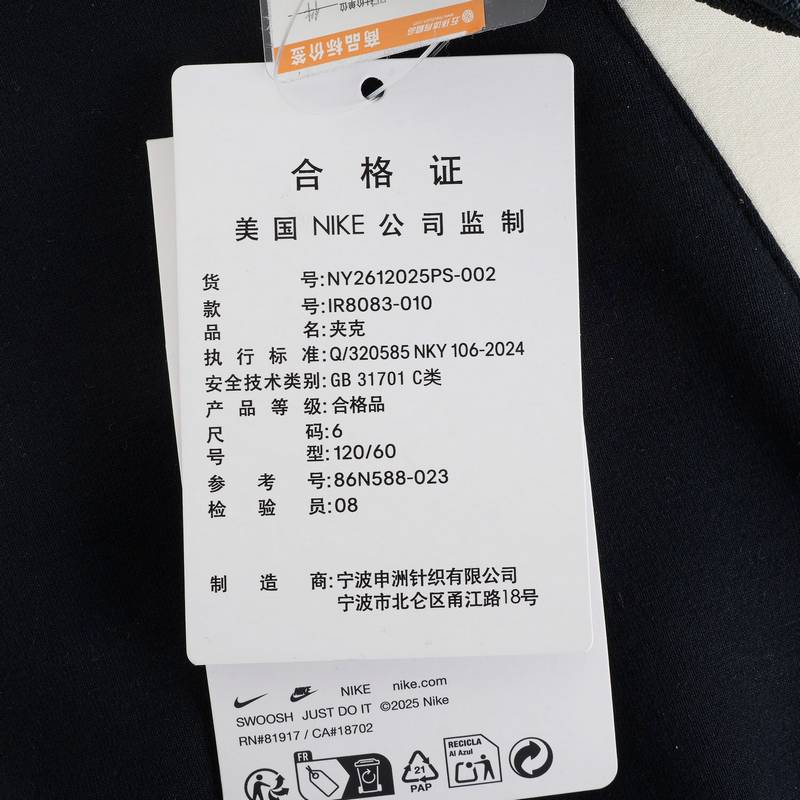 商品标价签
合格证
美国NIKE公司监制
货号:NY2612025PS-002
款号:IR8083-010
品名:夹克
执行标准:Q/320585 NKY 106-2024
安全技术类别:GB 31701 C类
产品等级:合格品
尺码:6
号型:120/60
参考号:86N588-023
检验员:08
制造商:宁波申洲针织有限公司
宁波市北仑区甬江路18号
NIKE nike.com
SWOOSH JUST DO IT ©2025 Nike
RN#81917 / CA#18702
FR
21
PAP
RECICLA
Al Azul